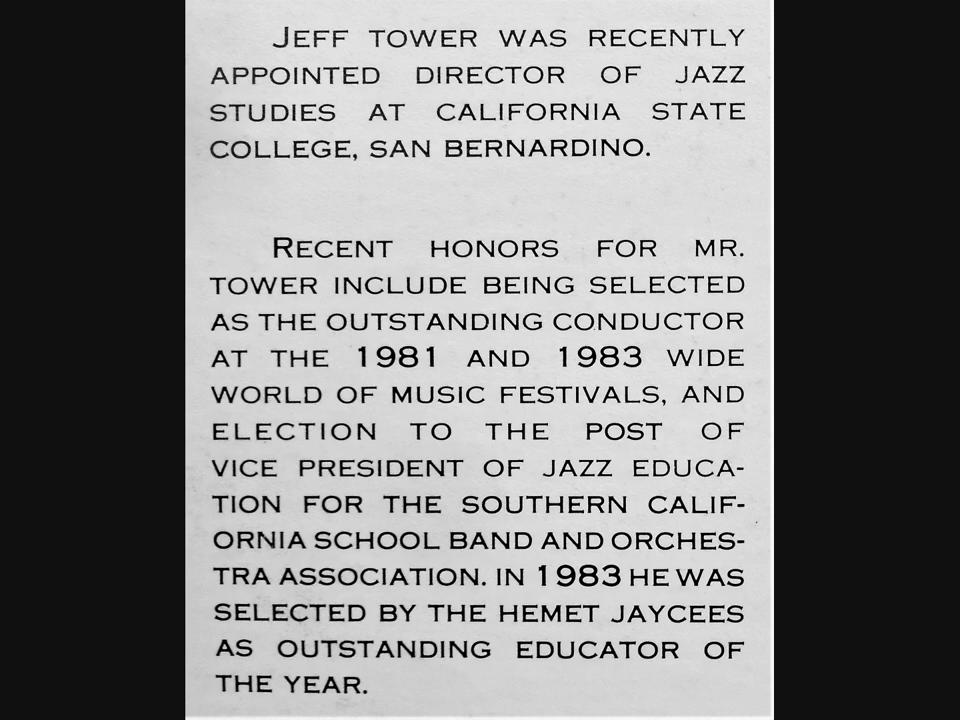 JEFF TOWER WAS RECENTLY
APPOINTED DIRECTOR OF JAZZ
STUDIES AT CALIFORNIA STATE
COLLEGE, SAN BERNARDINO.
RECENT HONORS FOR MR.
TOWER INCLUDE BEING SELECTED
AS THE OUTSTANDING CONDUCTOR
AT THE 1981 AND 1983 WIDE
WORLD OF MUSIC FESTIVALS, AND
ELECTION TO THE POST OF
VICE PRESIDENT OF JAZZ EDUCA-
TION FOR THE SOUTHERN CALIF-
ORNIA SCHOOL BAND AND ORCHES-
TRA ASSOCIATION. IN 1983 HE WAS
SELECTED BY THE HEMET JAYCEES
AS OUTSTANDING EDUCATOR OF
THE YEAR.